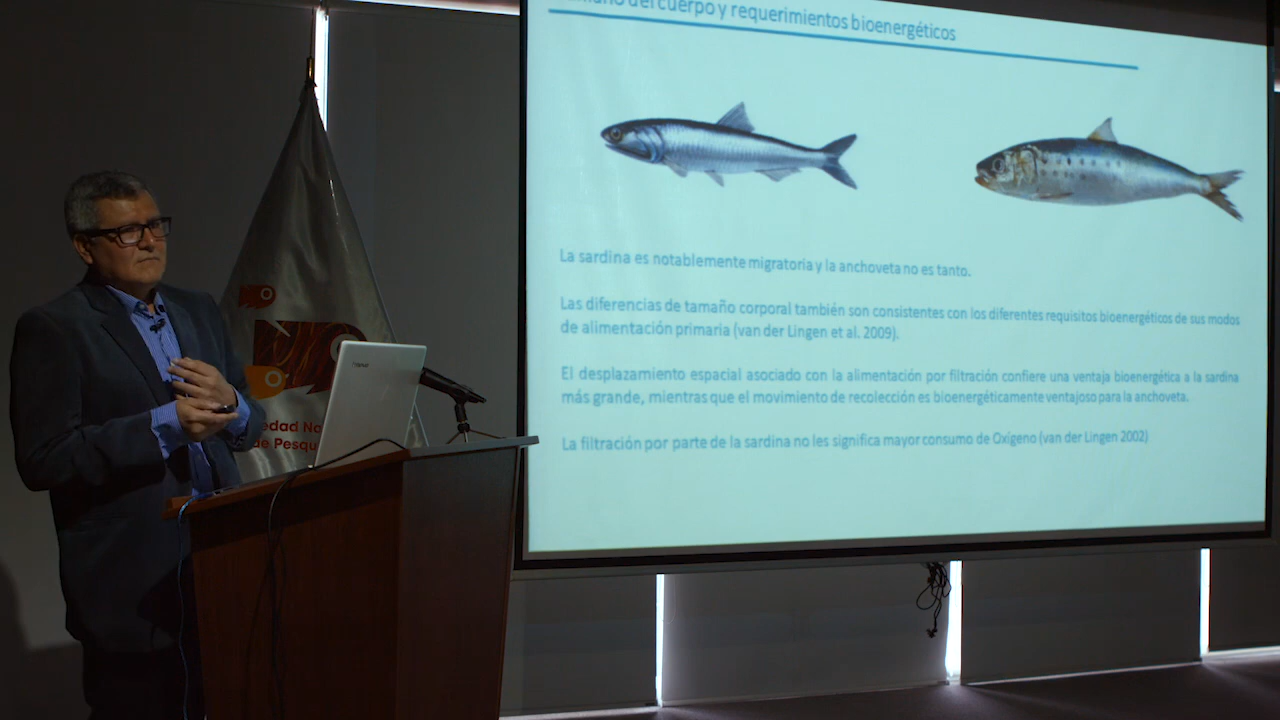 del cuerpo y requerimientos bioenergéticos
La sardina es notablemente migratoria y la anchoveta no es tanto.
Las diferencias de tamaño corporal también son consistentes con los diferentes requisitos bioenergéticos de sus modos
de alimentación primaria (van der Lingen et al. 2009).
El desplazamiento espacial asociado con la alimentación por filtración confiere una ventaja bioenergética a la sardina
más grande, mientras que el movimiento de recolección es bioenergéticamente ventajoso para la anchoveta.
La filtración por parte de la sardina no les significa mayor consumo de Oxígeno (van der Lingen 2002)
iedad Na
de Pesqu